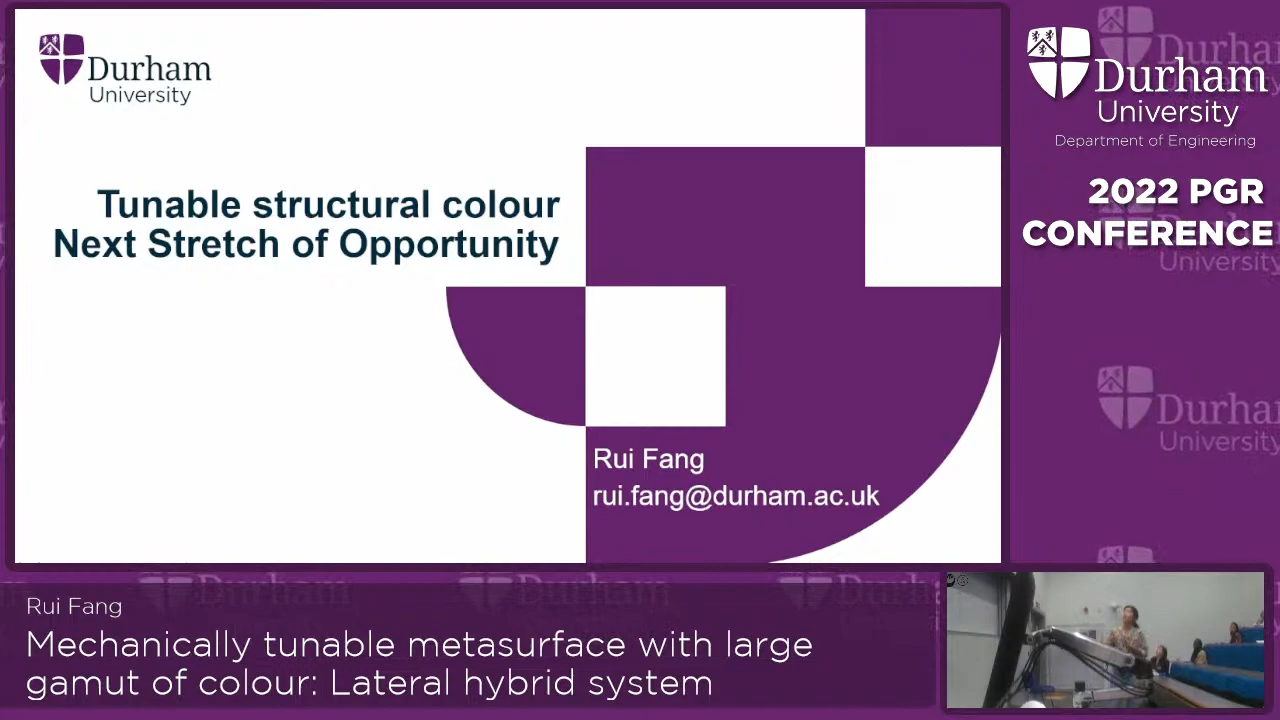 Durham
University
Tunable structural colour
Next Stretch of Opportunity
Rui Fang
rui.fang@durham.ac.uk
Durham
University
Department of Engineering
2022 PGR
CONFERENCE
Rui Fang
Mechanically tunable metasurface with large
gamut of colour: Lateral hybrid system